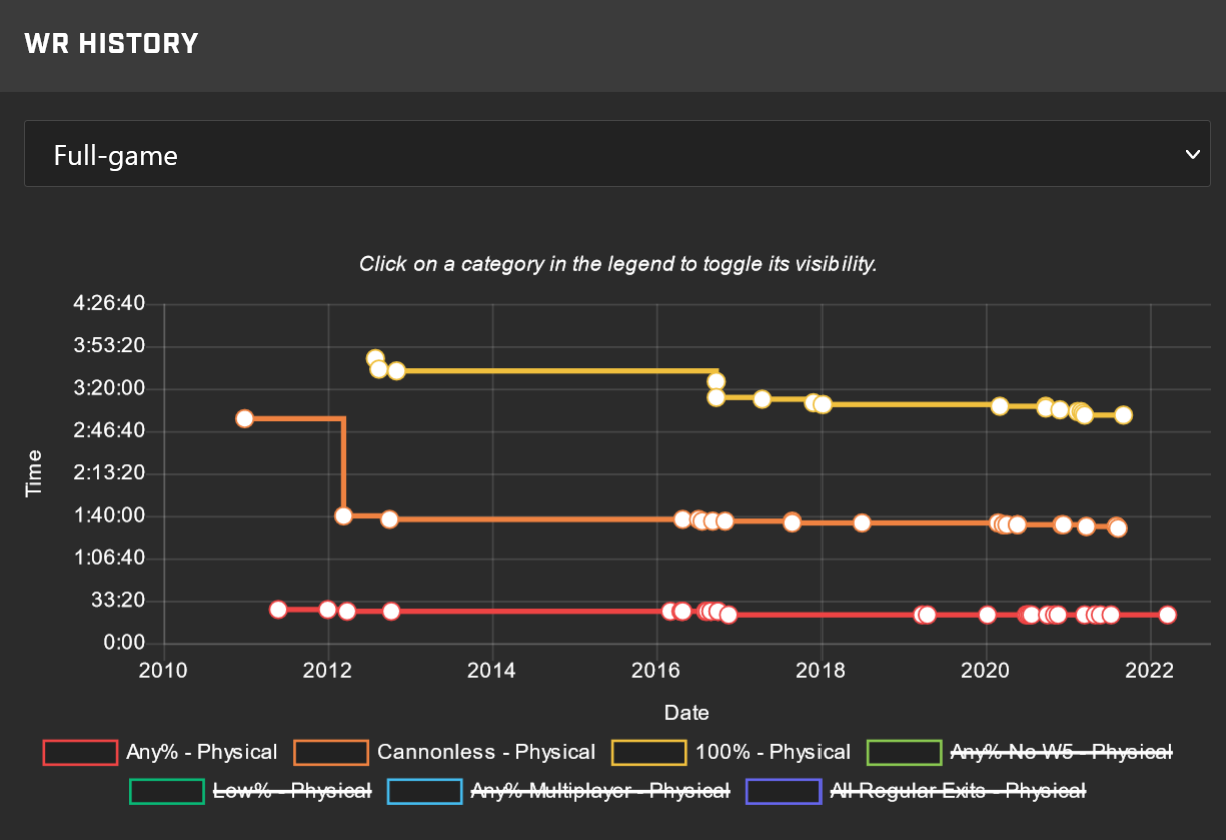 WR HISTORY
Full-game
Click on a category in the legend to toggle its visibility.
4:26:40
3:53:20
3:20:00
2:46:40
2:13:20
1:40:00
1:06:40
33:20
0:00
Time
2010 2012 2014 2016 2018 2020 2022
Date
Any% - Physical Cannonless - Physical 100% - Physical Any% No W5 - Physical
Low% - Physical Any% Multiplayer - Physical All Regular Exits - Physical